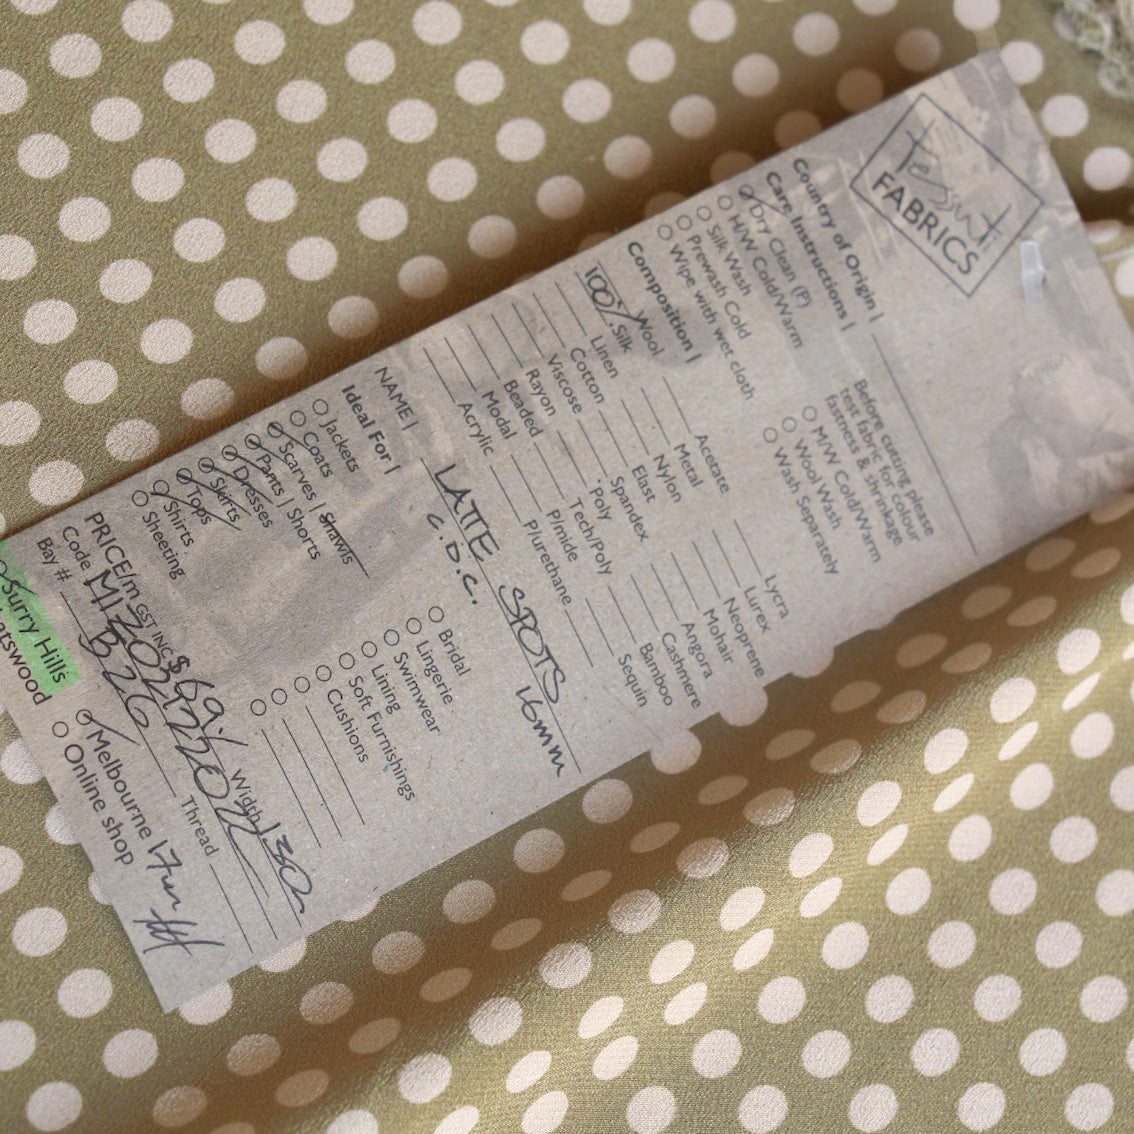 tessuti
FABRICS
Country of Origin |
Care Instructions |
Dry Clean (P)
H/W Cold/Warm
Silk Wash
Prewash Cold
Wipe with wet cloth
Before cutting please
test fabric for colour
fastness & shrinkage
M/W Cold/Warm
Wool Wash
Wash Separately
Composition |
Wool
100% Silk
Linen
Cotton
Viscose
Rayon
Beaded
Modal
Acrylic
Acetate
Metal
Nylon
Elast
Spandex
Poly
Tech/Poly
P/mide
P/urethane
Lycra
Lurex
Neoprene
Mohair
Angora
Cashmere
Bamboo
Sequin
NAME | LATTE SPOTS 16mm
C.D.C.
Ideal For |
Jackets
Coats
Scarves | Shawls
Pants | Shorts
Dresses
Skirts
Tops
Shirts
Sheeting
Bridal
Lingerie
Swimwear
Lining
Soft Furnishings
Cushions
PRICE/m GST INC $69.- Width 130
Code
Bay # B26
Thread
Surry Hills
Melbourne 17m
Online shop